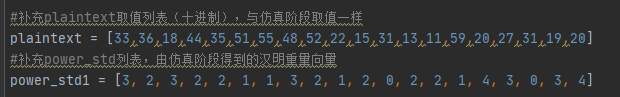 #补充plaintext取值列表（十进制），与仿真阶段取值一样
plaintext = [33,36,18,44,35,51,55,48,52,22,15,31,13,11,59,20,27,31,19,20]
#补充power_std列表，由仿真阶段得到的汉明重量向量
power_std1 = [3, 2, 3, 2, 2, 1, 1, 3, 2, 1, 2, 0, 2, 2, 1, 4, 3, 0, 3, 4]